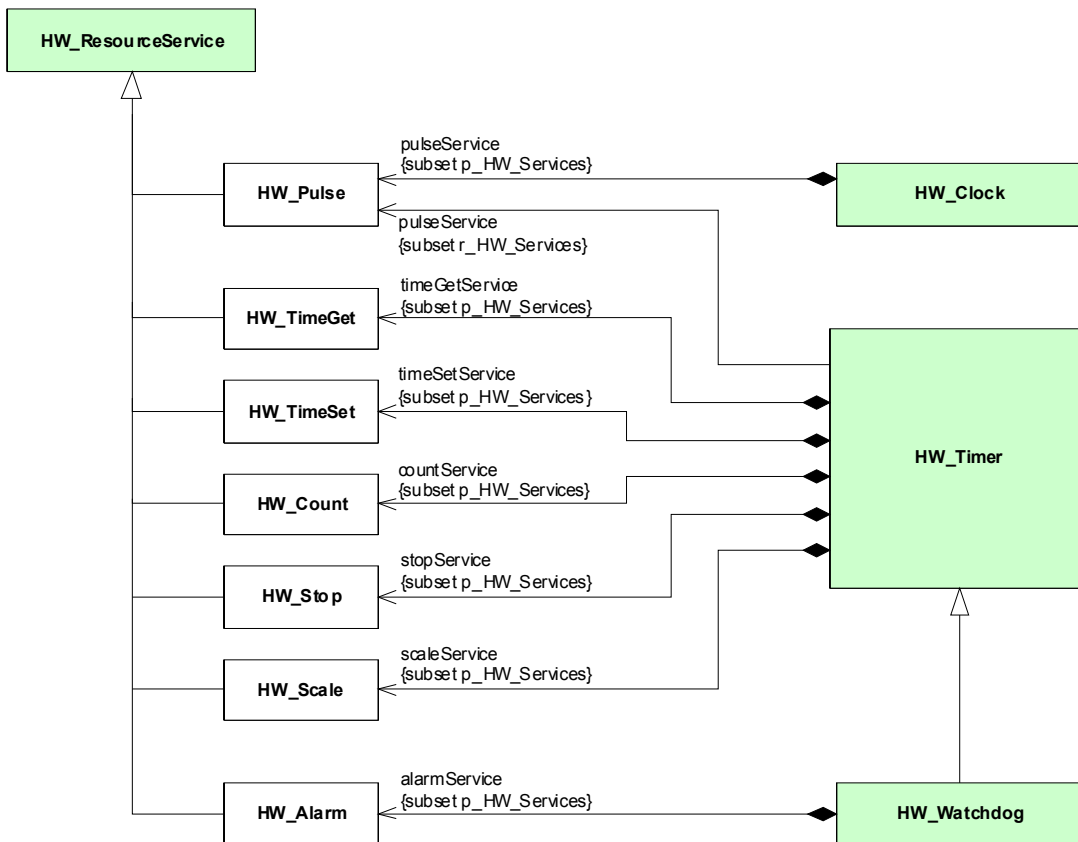 HW_ResourceService
pulseService
{subset p_HW_Services}
HW_Pulse
HW_Clock
pulseService
{subset r_HW_Services}
timeGetService
{subset p_HW_Services}
HW_TimeGet
timeSetService
{subset p_HW_Services}
HW_TimeSet
HW_Timer
countService
{subset p_HW_Services}
HW_Count
stopService
{subset p_HW_Services}
HW_Stop
scaleService
{subset p_HW_Services}
HW_Scale
alarmService
{subset p_HW_Services}
HW_Alarm
HW_Watchdog